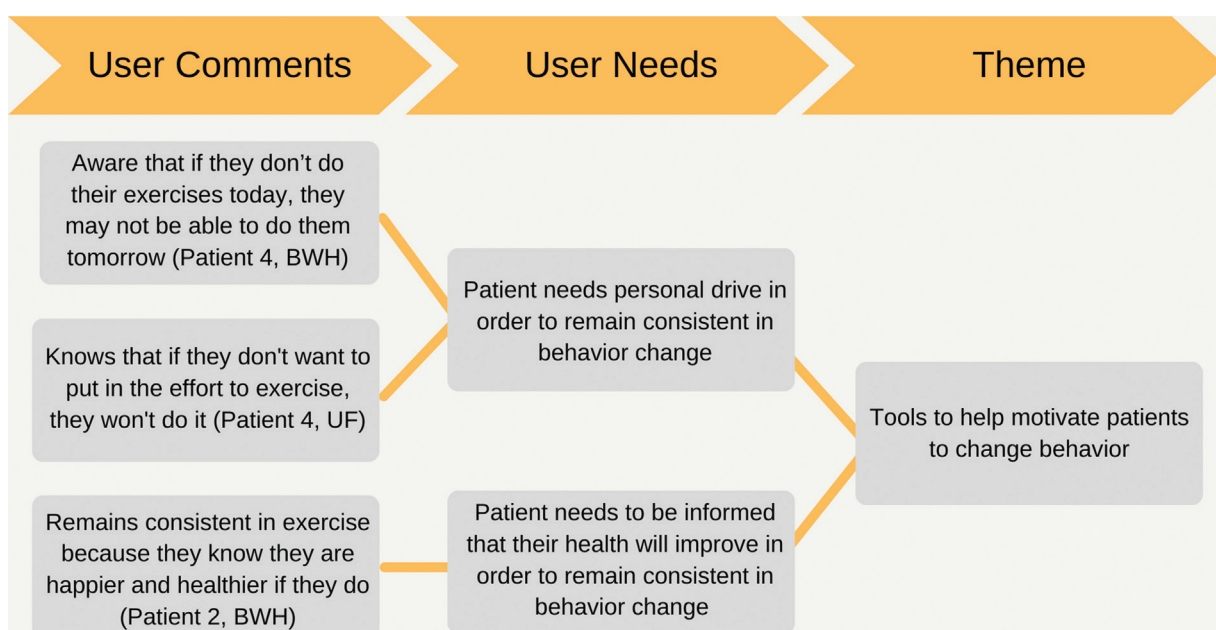 User Comments
User Needs
Theme
Aware that if they don’t do
their exercises today, they
may not be able to do them
tomorrow (Patient 4, BWH)
Knows that if they don't want to
put in the effort to exercise,
they won't do it (Patient 4, UF)
Remains consistent in exercise
because they know they are
happier and healthier if they do
(Patient 2, BWH)
Patient needs personal drive in
order to remain consistent in
behavior change
Patient needs to be informed
that their health will improve in
order to remain consistent in
behavior change
Tools to help motivate patients
to change behavior